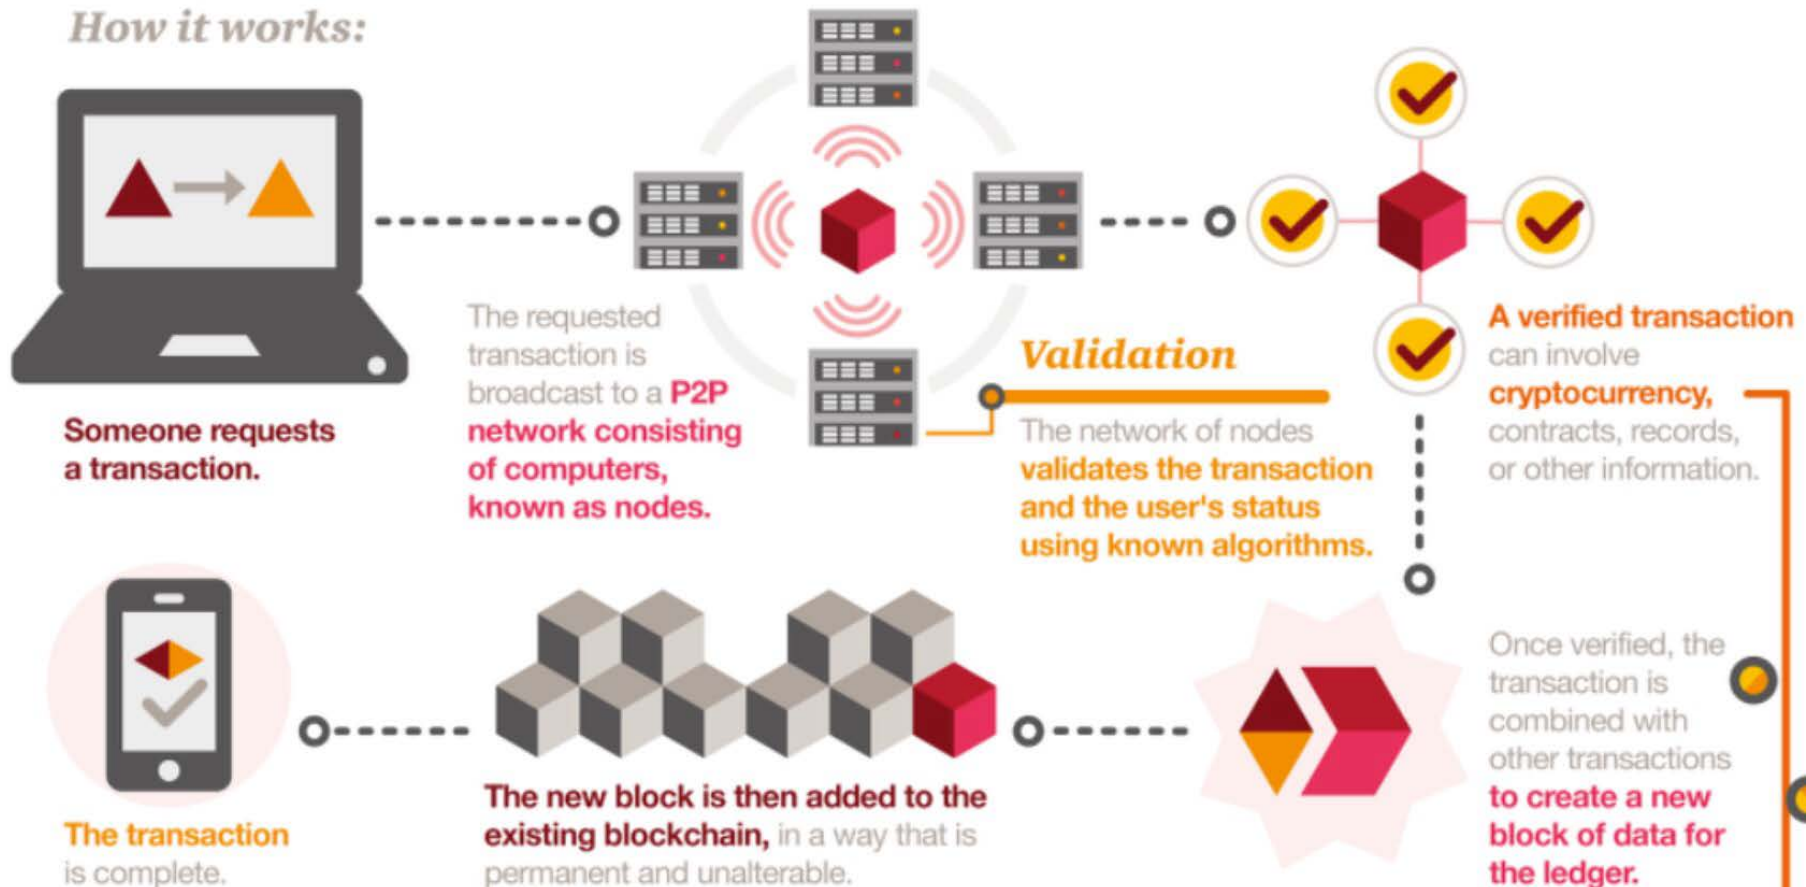 How it works:
Someone requests
a transaction.
The requested
transaction is
broadcast to a P2P
network consisting
of computers,
known as nodes.
Validation
The network of nodes
validates the transaction
and the user's status
using known algorithms.
A verified transaction
can involve
cryptocurrency,
contracts, records,
or other information.
Once verified, the
transaction is
combined with
other transactions
to create a new
block of data for
the ledger.
The new block is then added to the
existing blockchain, in a way that is
permanent and unalterable.
The transaction
is complete.